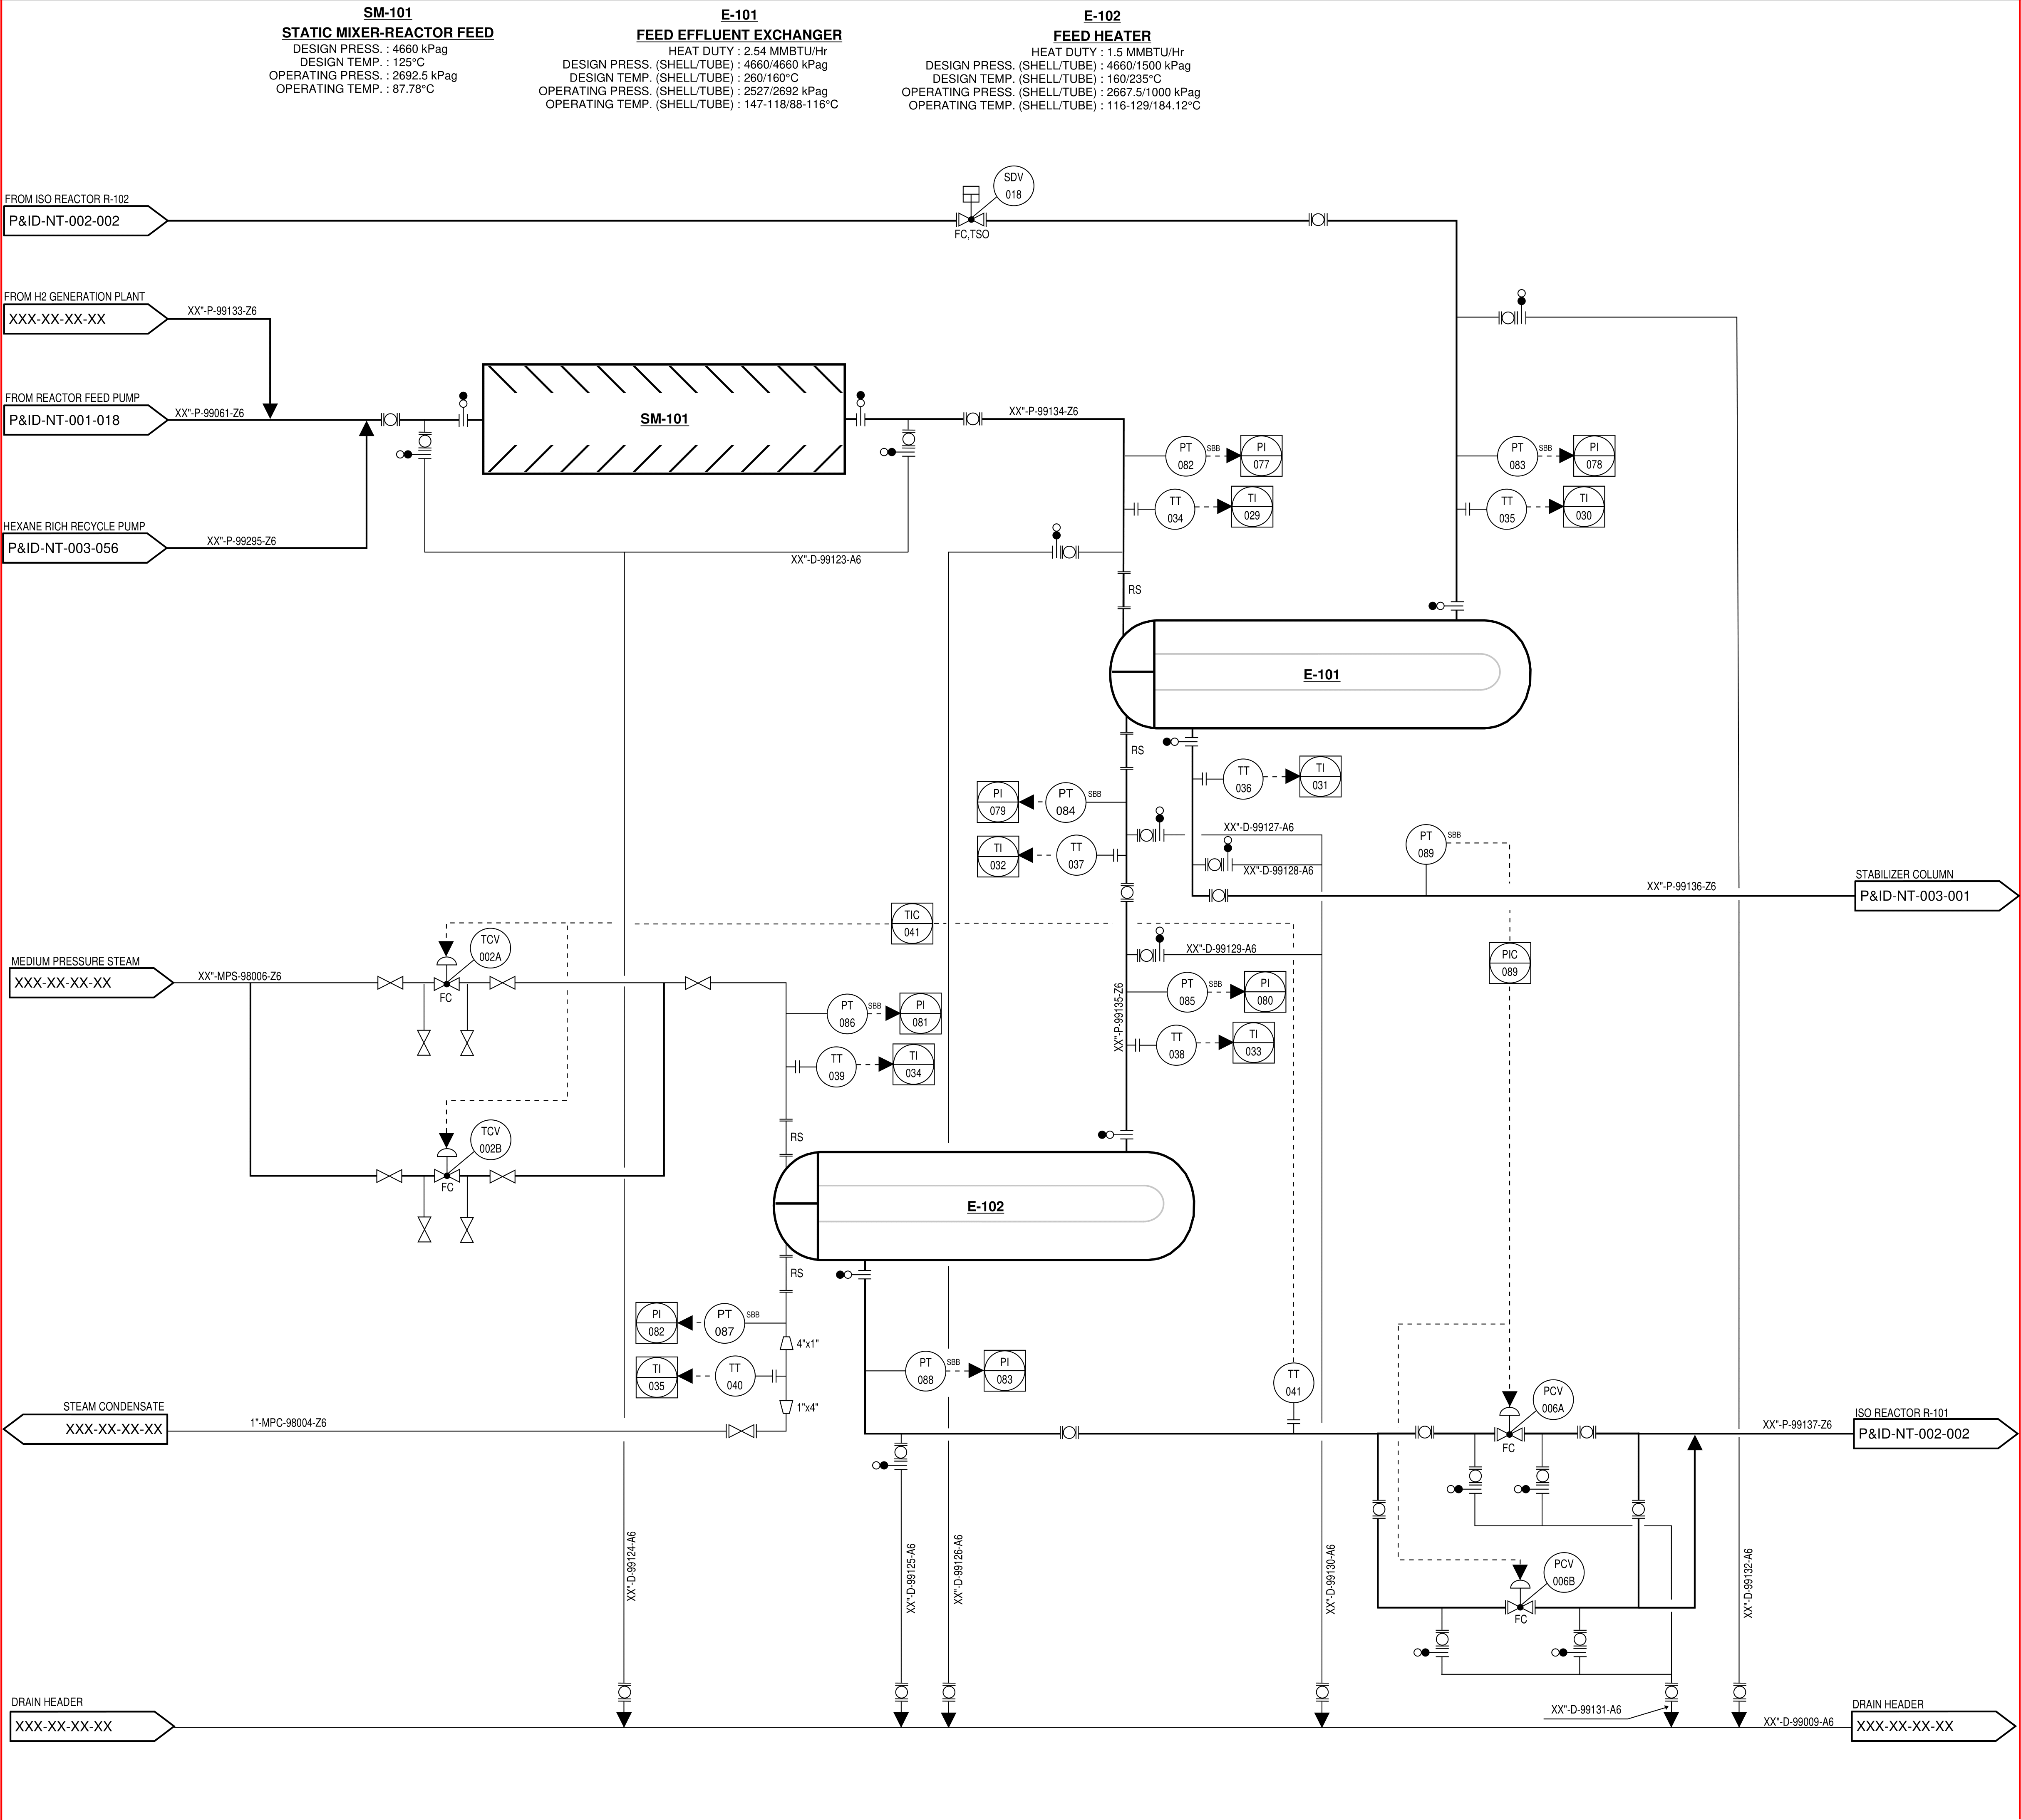 SM-101
STATIC MIXER-REACTOR FEED
DESIGN PRESS. : 4660 kPag
DESIGN TEMP. : 125°C
OPERATING PRESS. : 2692.5 kPag
OPERATING TEMP. : 87.78°C
E-101
FEED EFFLUENT EXCHANGER
HEAT DUTY : 2.54 MMBTU/Hr
DESIGN PRESS. (SHELL/TUBE) : 4660/4660 kPag
DESIGN TEMP. (SHELL/TUBE) : 260/160°C
OPERATING PRESS. (SHELL/TUBE) : 2527/2692 kPag
OPERATING TEMP. (SHELL/TUBE) : 147-118/88-116°C
E-102
FEED HEATER
HEAT DUTY : 1.5 MMBTU/Hr
DESIGN PRESS. (SHELL/TUBE) : 4660/1500 kPag
DESIGN TEMP. (SHELL/TUBE) : 160/235°C
OPERATING PRESS. (SHELL/TUBE) : 2667.5/1000 kPag
OPERATING TEMP. (SHELL/TUBE) : 116-129/184.12°C
FROM ISO REACTOR R-102
P&ID-NT-002-002
SDV
018
FC,TSO
FROM H2 GENERATION PLANT
XXX-XX-XX-XX
XX"-P-99133-Z6
FROM REACTOR FEED PUMP
P&ID-NT-001-018
XX"-P-99061-Z6
SM-101
XX"-P-99134-Z6
HEXANE RICH RECYCLE PUMP
P&ID-NT-003-056
XX"-P-99295-Z6
XX"-D-99123-A6
PT
082
SBB
PI
077
TT
034
TI
029
PT
083
SBB
PI
078
TT
035
TI
030
RS
E-101
RS
TT
036
TI
031
PI
079
PT
084
SBB
TI
032
TT
037
XX"-D-99127-A6
XX"-D-99128-A6
PT
089
SBB
XX"-P-99136-Z6
STABILIZER COLUMN
P&ID-NT-003-001
TIC
041
TCV
002A
FC
MEDIUM PRESSURE STEAM
XXX-XX-XX-XX
XX"-MPS-98006-Z6
XX"-D-99129-A6
PIC
089
PT
085
SBB
PI
080
TT
038
TI
033
XX"-P-99135-Z6
PT
086
SBB
PI
081
TT
039
TI
034
TCV
002B
FC
RS
E-102
RS
PI
082
PT
087
SBB
4"x1"
TI
035
TT
040
1"x4"
PT
088
SBB
PI
083
TT
041
STEAM CONDENSATE
XXX-XX-XX-XX
1"-MPC-98004-Z6
PCV
006A
FC
XX"-P-99137-Z6
ISO REACTOR R-101
P&ID-NT-002-002
PCV
006B
FC
XX"-D-99124-A6
XX"-D-99125-A6
XX"-D-99126-A6
XX"-D-99130-A6
XX"-D-99132-A6
DRAIN HEADER
XXX-XX-XX-XX
XX"-D-99131-A6
XX"-D-99009-A6
DRAIN HEADER
XXX-XX-XX-XX